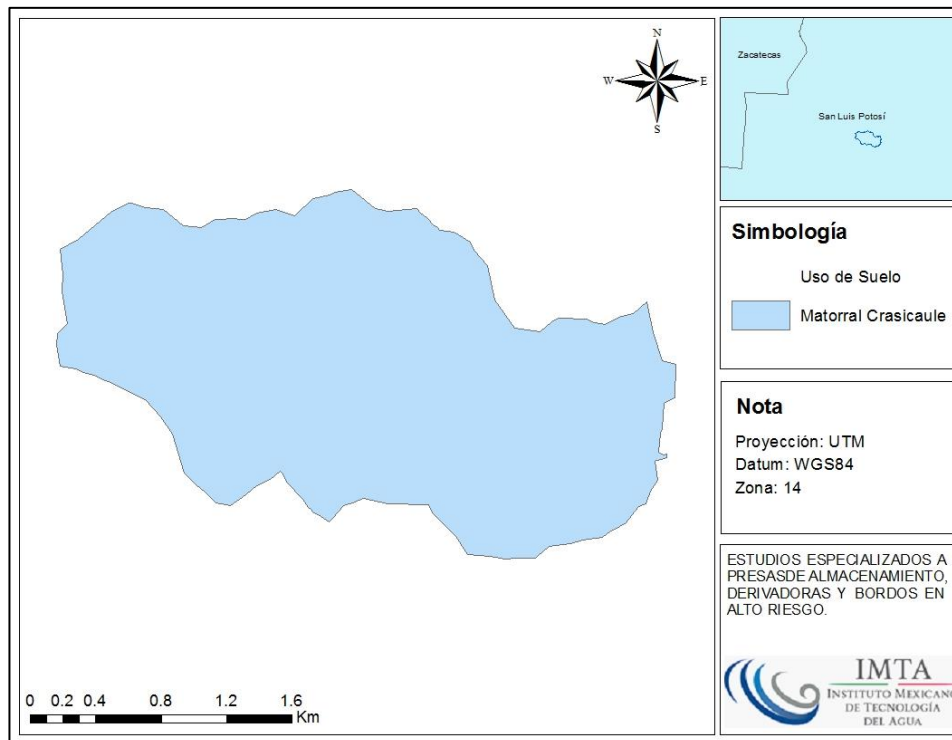 N
W E
S
Zacatecas
San Luis Potosí
Simbología
Uso de Suelo
Matorral Crasicaule
Nota
Proyección: UTM
Datum: WGS84
Zona: 14
ESTUDIOS ESPECIALIZADOS A
PRESASDE ALMACENAMIENTO,
DERIVADORAS Y BORDOS EN
ALTO RIESGO.
IMTA
INSTITUTO MEXICANO
DE TECNOLOGÍA
DEL AGUA
0 0.2 0.4 0.8 1.2 1.6
Km